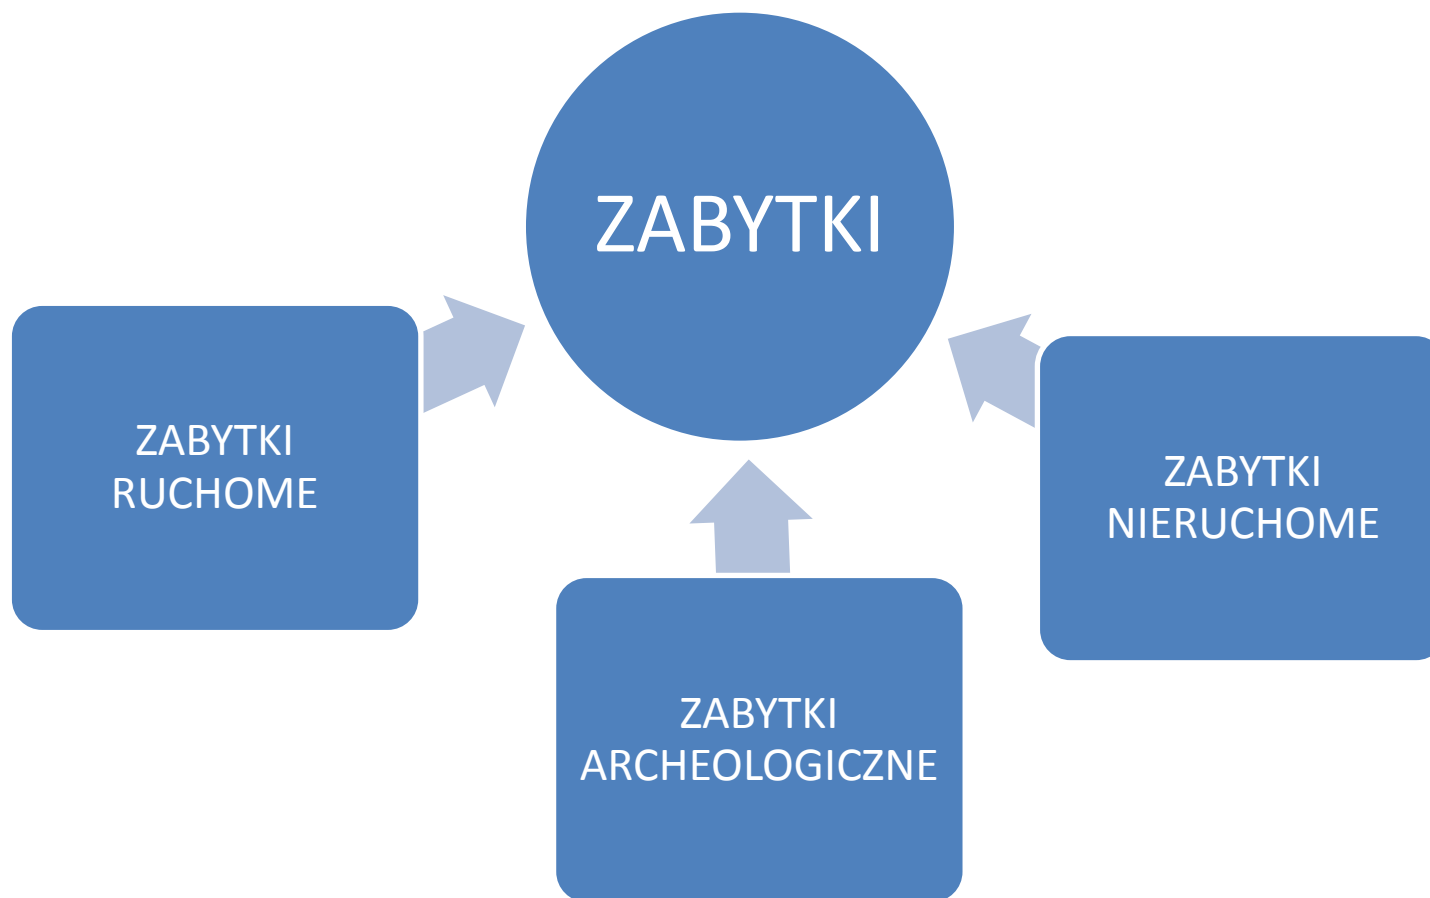 ZABYTKI
ZABYTKI
RUCHOME
ZABYTKI
ARCHEOLOGICZNE
ZABYTKI
NIERUCHOME